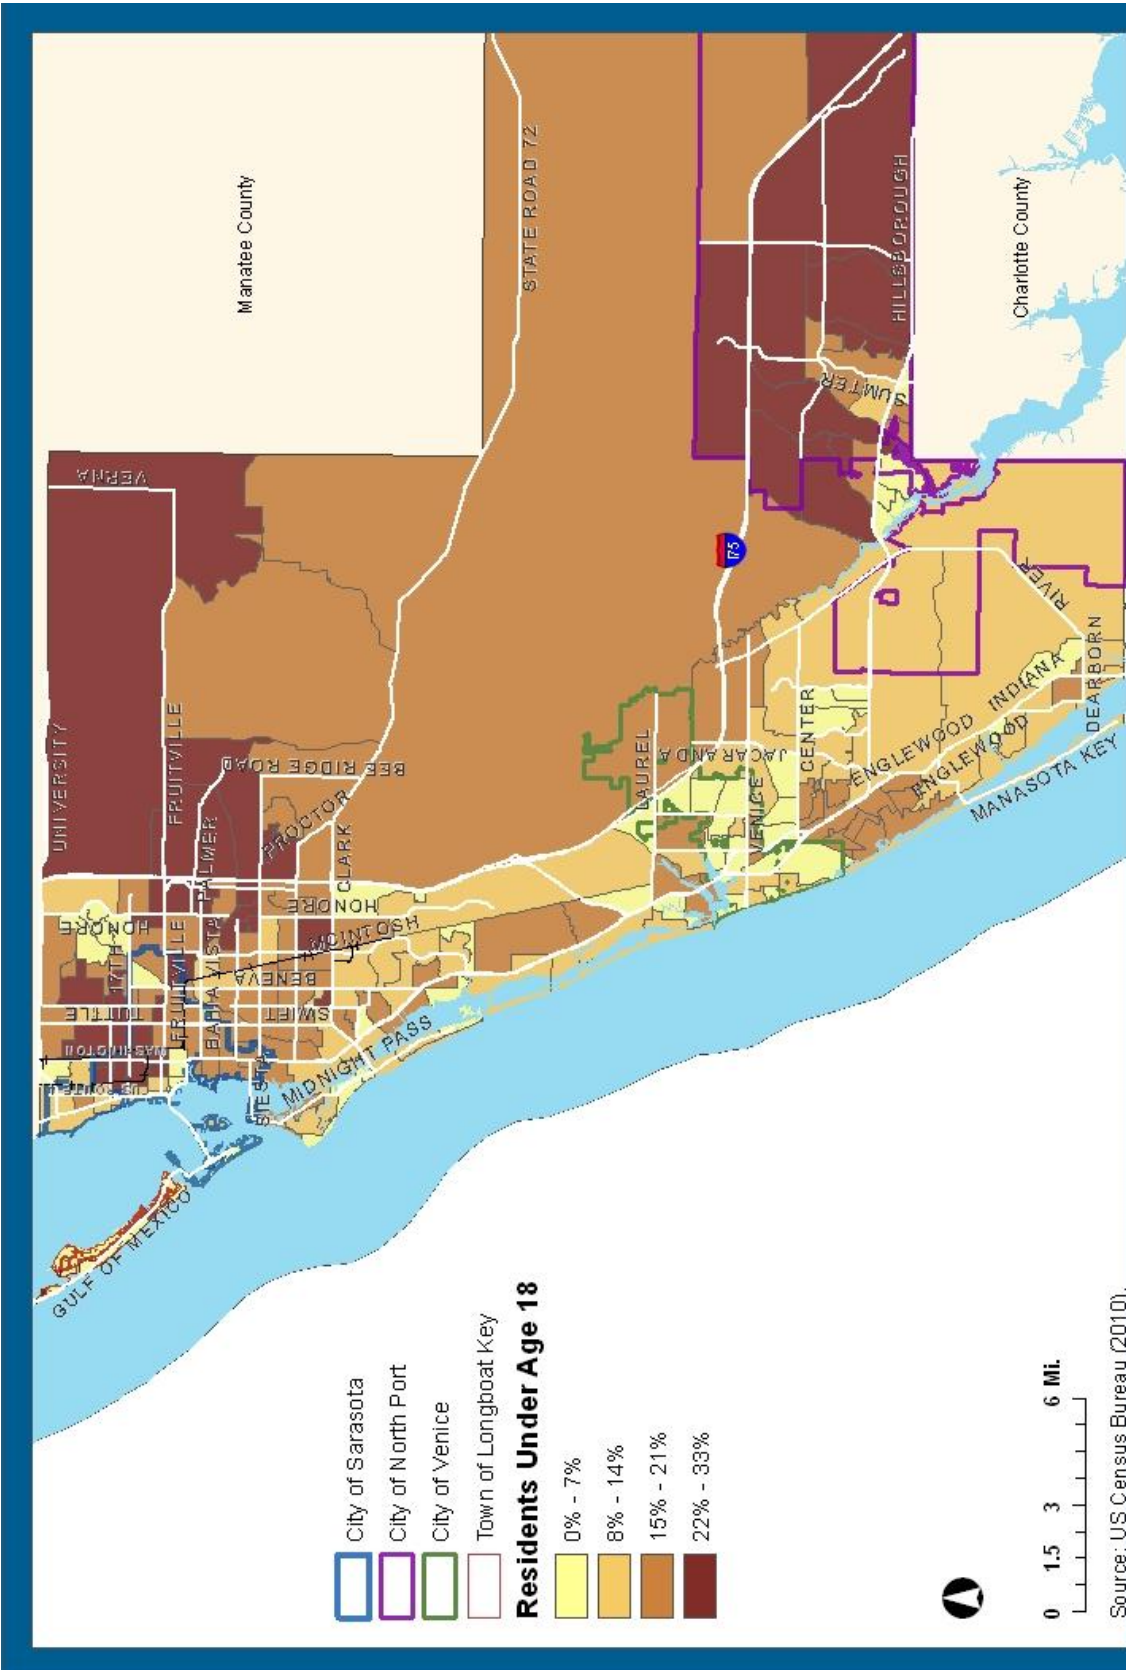 UNIVERSITY
VERNA
Manatee County
HONORE
FRUITVILLE
17TH
TUTTLE
WASHINGTON
FRUITVILLE
PALMER
BAHIA VISTA
BEE RIDGE ROAD
PROCTOR
CLARK
HONORE
MCINTOSH
BENEVA
SWIFT
SIESTA
MIDNIGHT PASS
STATE ROAD 72
GULF OF MEXICO
LAUREL
JACARANDA
VENICE
CENTER
175
HILLSBOROUGH
SUMTER
Charlotte County
ENGLEWOOD
INDIANA
ENGLEWOOD
RIVER
DEARBORN
MANASOTA KEY
City of Sarasota
City of North Port
City of Venice
Town of Longboat Key
Residents Under Age 18
0% - 7%
8% - 14%
15% - 21%
22% - 33%
0 1.5 3 6 Mi.
Source: US Census Bureau (2010).